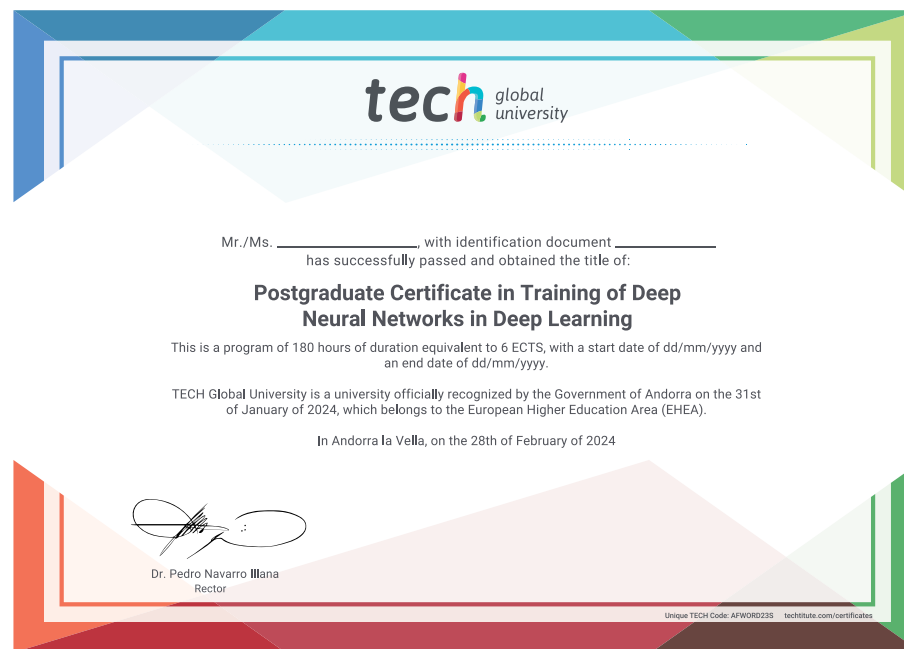 tech global university
Mr./Ms. ____________, with identification document ____________
has successfully passed and obtained the title of:
Postgraduate Certificate in Training of Deep
Neural Networks in Deep Learning
This is a program of 180 hours of duration equivalent to 6 ECTS, with a start date of dd/mm/yyyy and
an end date of dd/mm/yyyy.
TECH Global University is a university officially recognized by the Government of Andorra on the 31st
of January of 2024, which belongs to the European Higher Education Area (EHEA).
In Andorra la Vella, on the 28th of February of 2024
Dr. Pedro Navarro Illana
Rector
Unique TECH Code: AFWORD23S techtitute.com/certificates